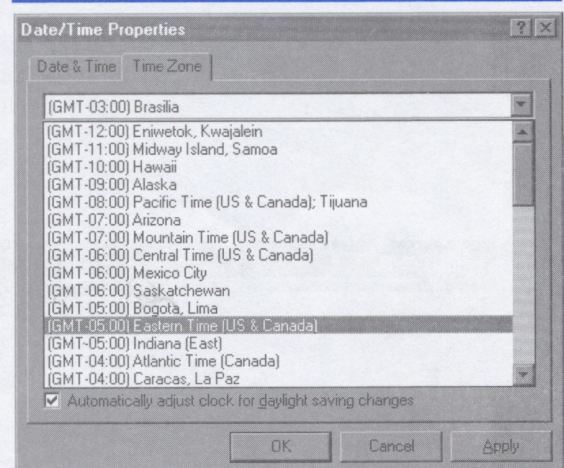 Date/Time Properties
Date & Time Time Zone
(GMT-03:00) Brasilia
(GMT-12:00) Eniwetok, Kwajalein
(GMT-11:00) Midway Island, Samoa
(GMT-10:00) Hawaii
(GMT-09:00) Alaska
(GMT-08:00) Pacific Time (US & Canada); Tijuana
(GMT-07:00) Arizona
(GMT-07:00) Mountain Time (US & Canada)
(GMT-06:00) Central Time (US & Canada)
(GMT-06:00) Mexico City
(GMT-06:00) Saskatchewan
(GMT-05:00) Bogota, Lima
(GMT-05:00) Eastern Time (US & Canada)
(GMT-05:00) Indiana (East)
(GMT-04:00) Atlantic Time (Canada)
(GMT-04:00) Caracas, La Paz
Automatically adjust clock for daylight saving changes
OK Cancel Apply